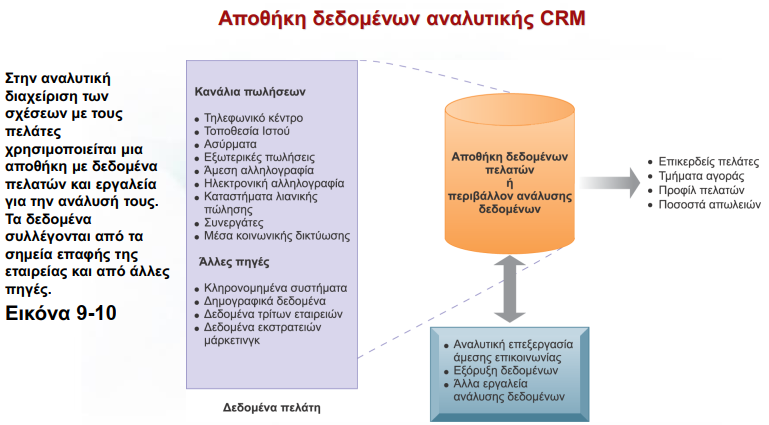 Αποθήκη δεδομένων αναλυτικής CRM
Στην αναλυτική
διαχείριση των
σχέσεων με τους
πελάτες
χρησιμοποιείται μια
αποθήκη με δεδομένα
πελατών και εργαλεία
για την ανάλυσή τους.
Τα δεδομένα
συλλέγονται από τα
σημεία επαφής της
εταιρείας και από άλλες
πηγές.
Εικόνα 9-10
Κανάλια πωλήσεων
• Τηλεφωνικό κέντρο
• Τοποθεσία Ιστού
• Ασύρματα
• Εξωτερικές πωλήσεις
• Άμεση αλληλογραφία
• Ηλεκτρονική αλληλογραφία
• Καταστήματα λιανικής
πώλησης
• Συνεργάτες
• Μέσα κοινωνικής δικτύωσης
Άλλες πηγές
• Κληρονομημένα συστήματα
• Δημογραφικά δεδομένα
• Δεδομένα τρίτων εταιρειών
• Δεδομένα εκστρατειών
μάρκετινγκ
Δεδομένα πελάτη
Αποθήκη δεδομένων
πελατών
ή
περιβάλλον ανάλυσης
δεδομένων
• Επικερδείς πελάτες
• Τμήματα αγοράς
• Προφίλ πελατών
• Ποσοστά απωλειών
• Αναλυτική επεξεργασία
άμεσης επικοινωνίας
• Εξόρυξη δεδομένων
• Άλλα εργαλεία
ανάλυσης δεδομένων